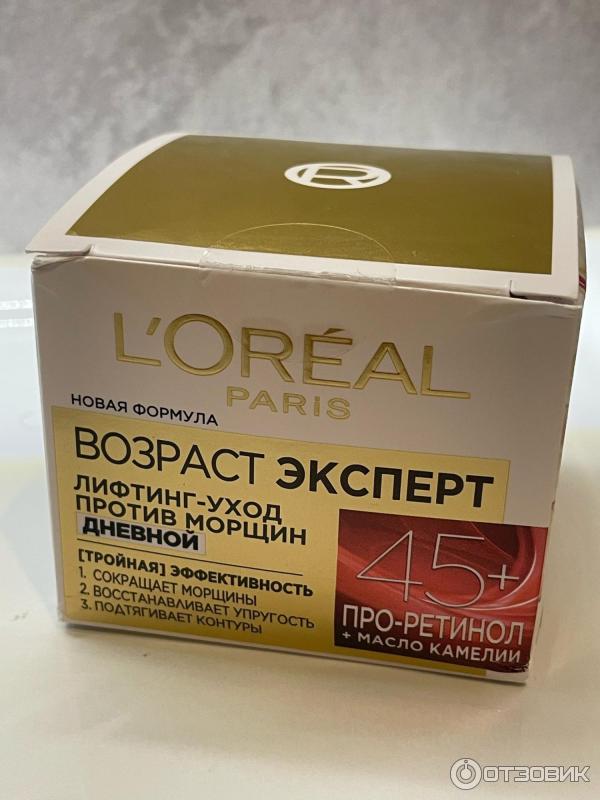 L'ORÉAL
PARIS
НОВАЯ ФОРМУЛА
ВОЗРАСТ ЭКСПЕРТ
ЛИФТИНГ-УХОД
ПРОТИВ МОРЩИН
ДНЕВНОЙ
[ТРОЙНАЯ] ЭФФЕКТИВНОСТЬ
1. СОКРАЩАЕТ МОРЩИНЫ
2. ВОССТАНАВЛИВАЕТ УПРУГОСТЬ
3. ПОДТЯГИВАЕТ КОНТУРЫ
45+
ПРО-РЕТИНОЛ
+ МАСЛО КАМЕЛИИ
ОТЗОВИК